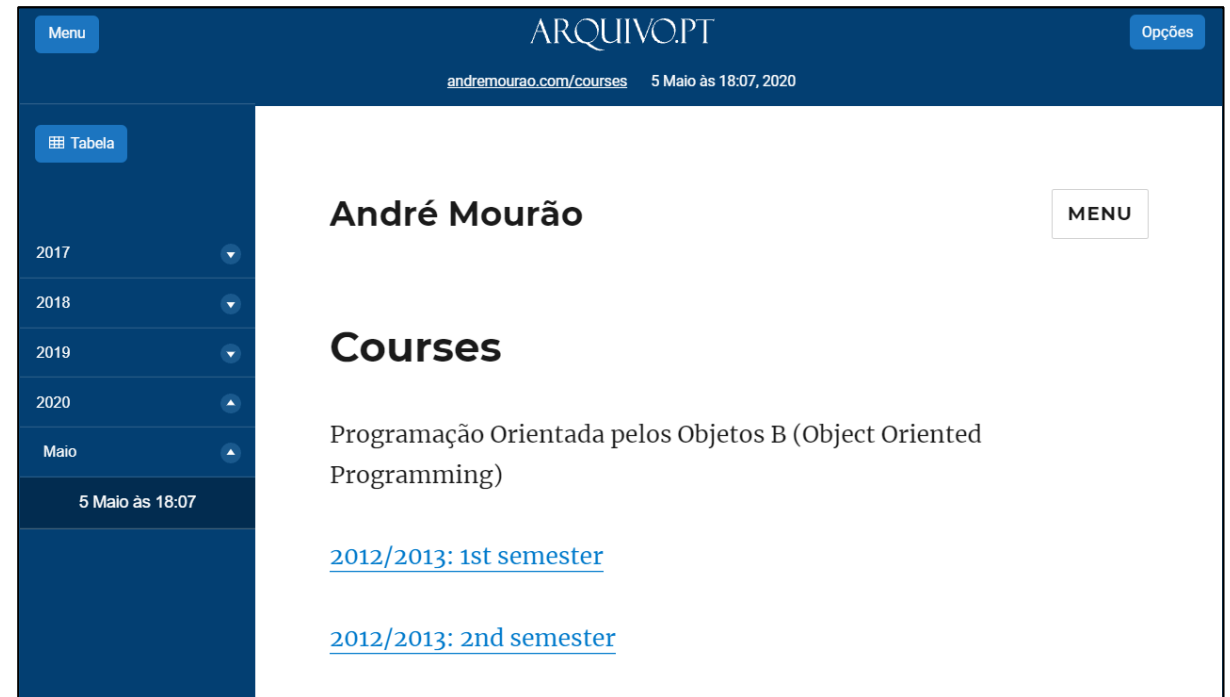 Menu
ARQUIVO.PT
Opções
andremourao.com/courses 5 Maio às 18:07, 2020
Tabela
2017
2018
2019
2020
Maio
5 Maio às 18:07
André Mourão
MENU
Courses
Programação Orientada pelos Objetos B (Object Oriented
Programming)
2012/2013: 1st semester
2012/2013: 2nd semester